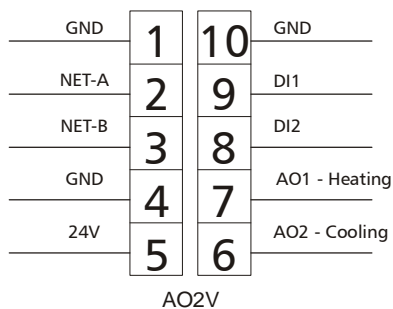 GND 1 10 GND
NET-A 2 9 DI1
NET-B 3 8 DI2
GND 4 7 AO1 - Heating
24V 5 6 AO2 - Cooling
AO2V